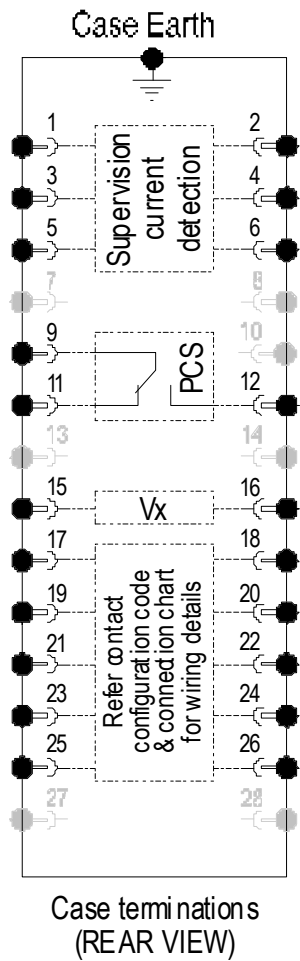 Case Earth
1 2
3 4
5 6
Supervision
current
detection
7 8
9 10
11 12
PCS
13 14
15 Vx 16
17 18
19 20
21 22
23 24
25 26
Refer contact
configuration code
& connection chart
for wiring details
27 28
Case terminations
(REAR VIEW)